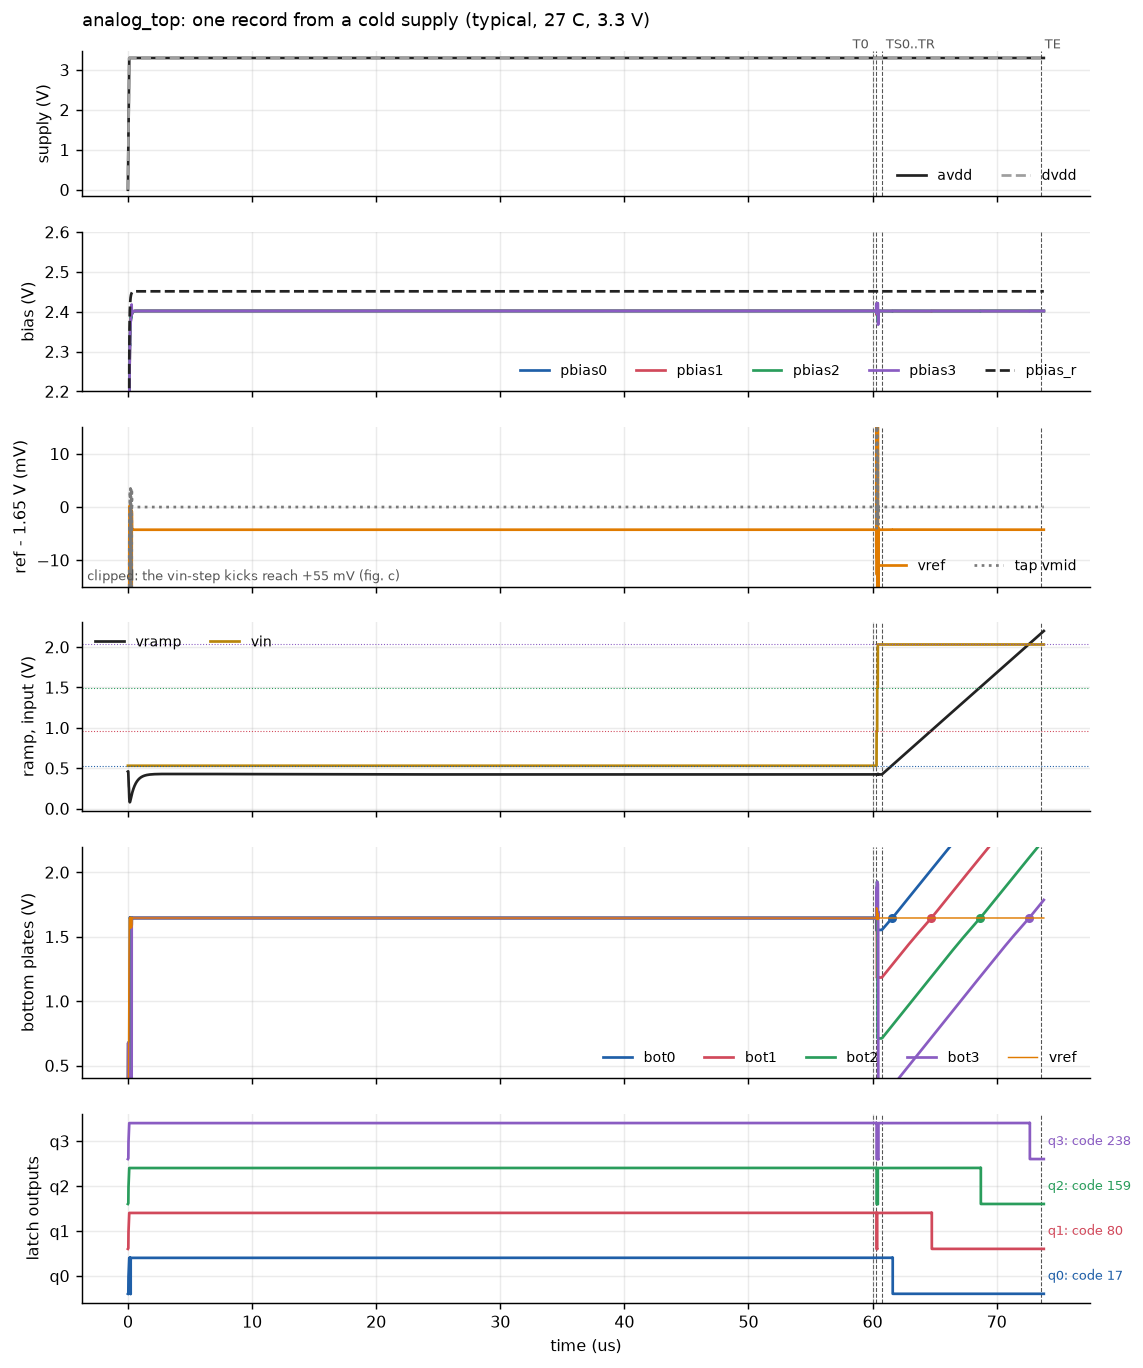 analog_top: one record from a cold supply (typical, 27 C, 3.3 V)
T0 TS0..TR TE
supply (V)
3
2
1
0
avdd dvdd
bias (V)
2.6
2.5
2.4
2.3
2.2
pbias0 pbias1 pbias2 pbias3 pbias_r
ref - 1.65 V (mV)
10
0
−10
clipped: the vin-step kicks reach +55 mV (fig. c)
vref tap vmid
ramp, input (V)
2.0
1.5
1.0
0.5
0.0
vramp vin
bottom plates (V)
2.0
1.5
1.0
0.5
bot0 bot1 bot2 bot3 vref
latch outputs
q3
q2
q1
q0
q3: code 238
q2: code 159
q1: code 80
q0: code 17
0 10 20 30 40 50 60 70
time (us)